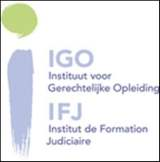 IGO
Instituut voor
Gerechtelijke Opleiding
IFJ
Institut de Formation
Judiciaire